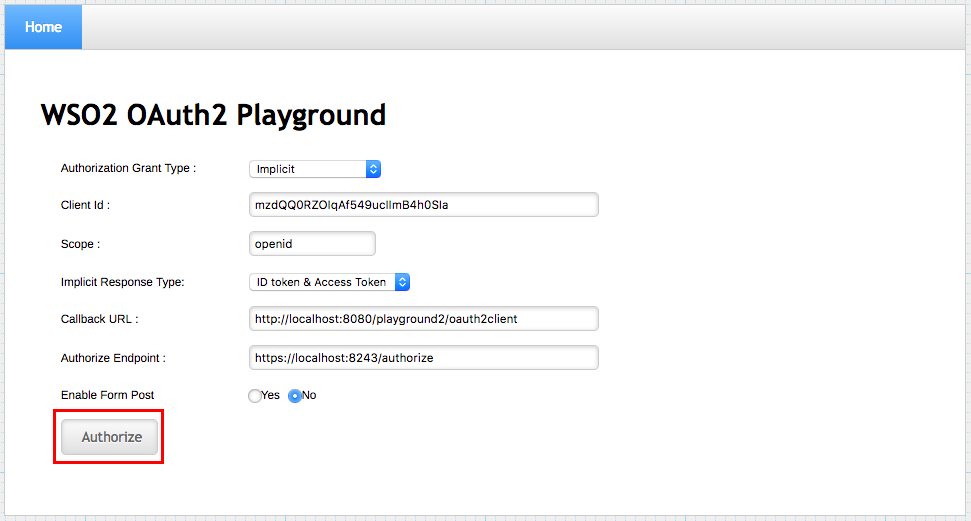 Home
WSO2 OAuth2 Playground
Authorization Grant Type : Implicit
Client Id : mzdQQ0RZOlqAf549ucllmB4h0Sla
Scope : openid
Implicit Response Type: ID token & Access Token
Callback URL : http://localhost:8080/playground2/oauth2client
Authorize Endpoint : https://localhost:8243/authorize
Enable Form Post Yes No
Authorize